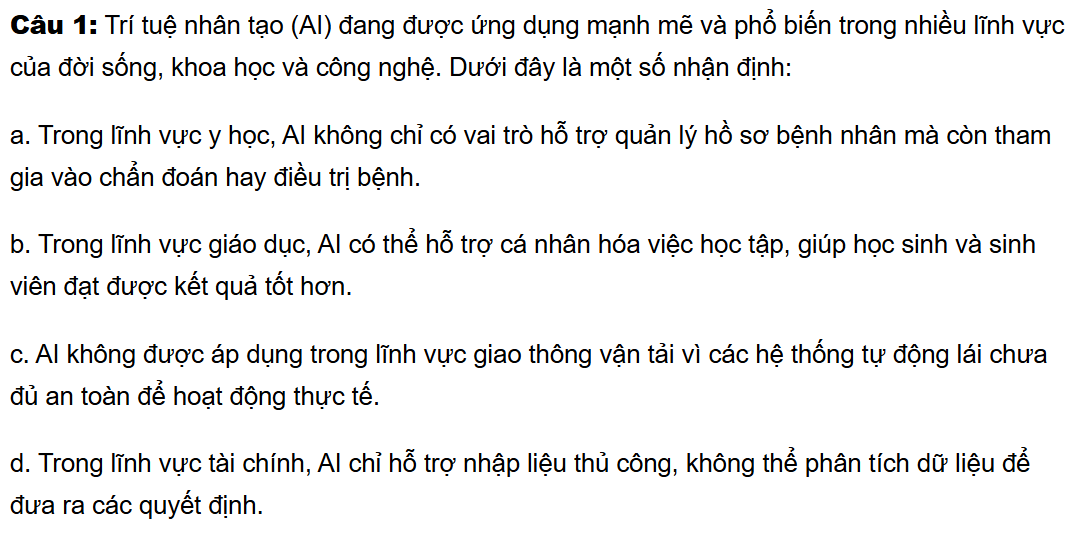 Câu 1: Trí tuệ nhân tạo (AI) đang được ứng dụng mạnh mẽ và phổ biến trong nhiều lĩnh vực
của đời sống, khoa học và công nghệ. Dưới đây là một số nhận định:
a. Trong lĩnh vực y học, AI không chỉ có vai trò hỗ trợ quản lý hồ sơ bệnh nhân mà còn tham
gia vào chẩn đoán hay điều trị bệnh.
b. Trong lĩnh vực giáo dục, AI có thể hỗ trợ cá nhân hóa việc học tập, giúp học sinh và sinh
viên đạt được kết quả tốt hơn.
c. AI không được áp dụng trong lĩnh vực giao thông vận tải vì các hệ thống tự động lái chưa
đủ an toàn để hoạt động thực tế.
d. Trong lĩnh vực tài chính, AI chỉ hỗ trợ nhập liệu thủ công, không thể phân tích dữ liệu để
đưa ra các quyết định.